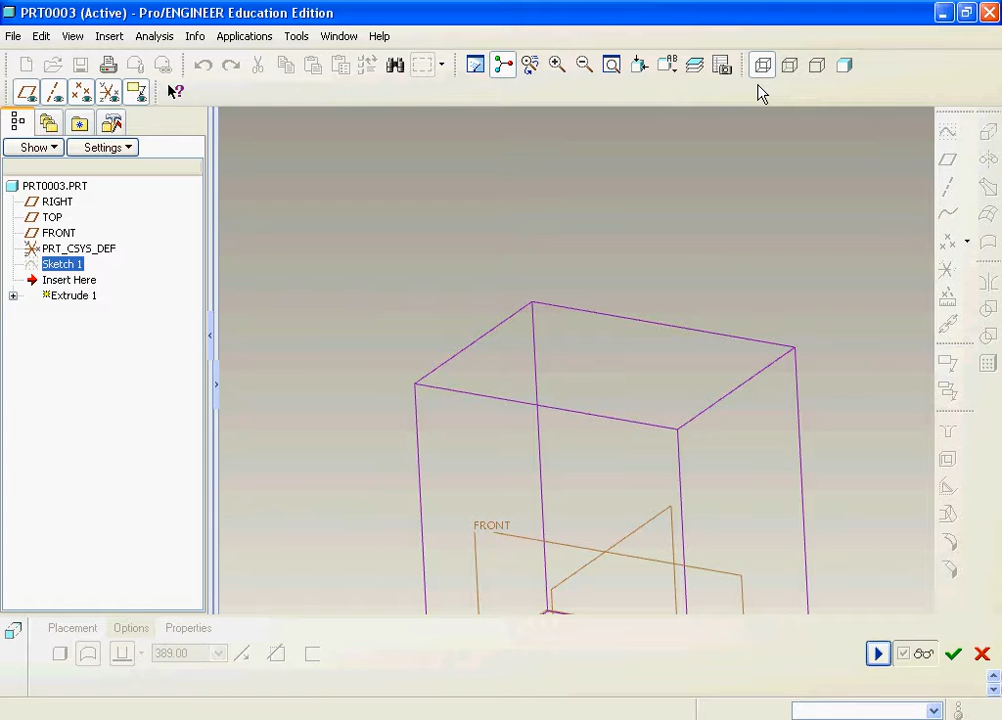 PRT0003 (Active) - Pro/ENGINEER Education Edition
File Edit View Insert Analysis Info Applications Tools Window Help
Show Settings
PRT0003.PRT
RIGHT
TOP
FRONT
PRT_CSYS_DEF
Sketch 1
Insert Here
Extrude 1
FRONT
Placement Options Properties
389.00